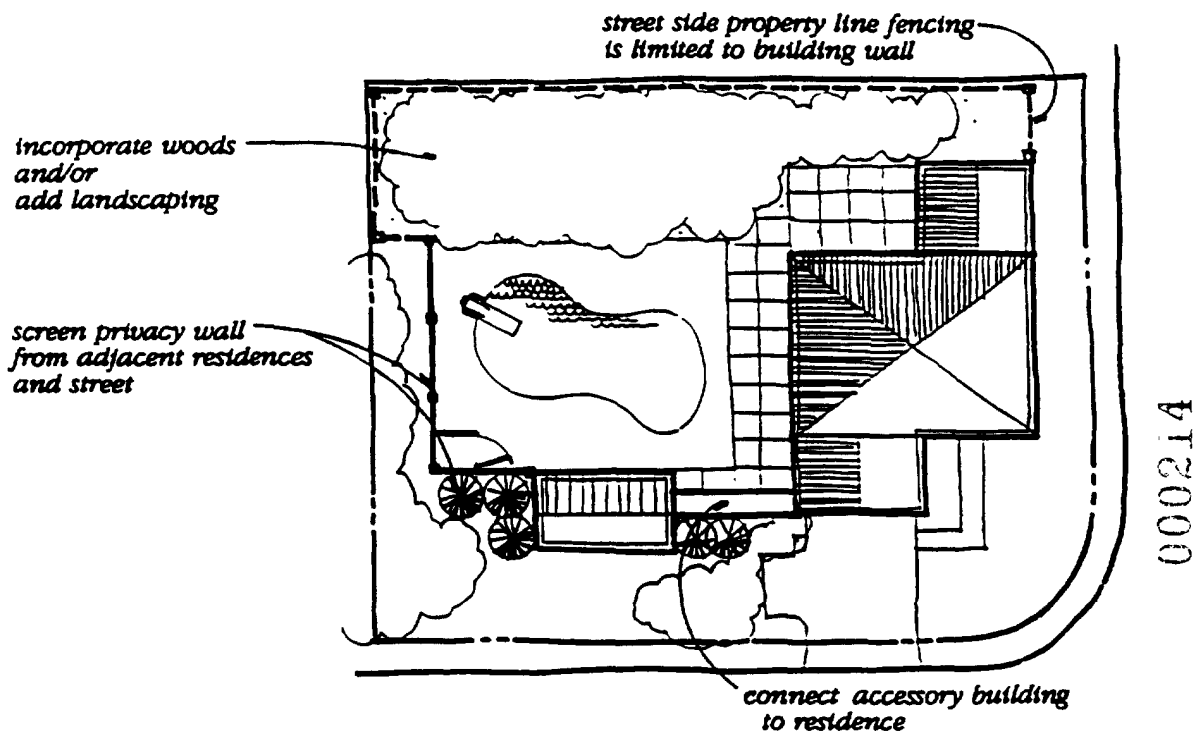 street side property line fencing
is limited to building wall
incorporate woods
and/or
add landscaping
screen privacy wall
from adjacent residences
and street
000214
connect accessory building
to residence